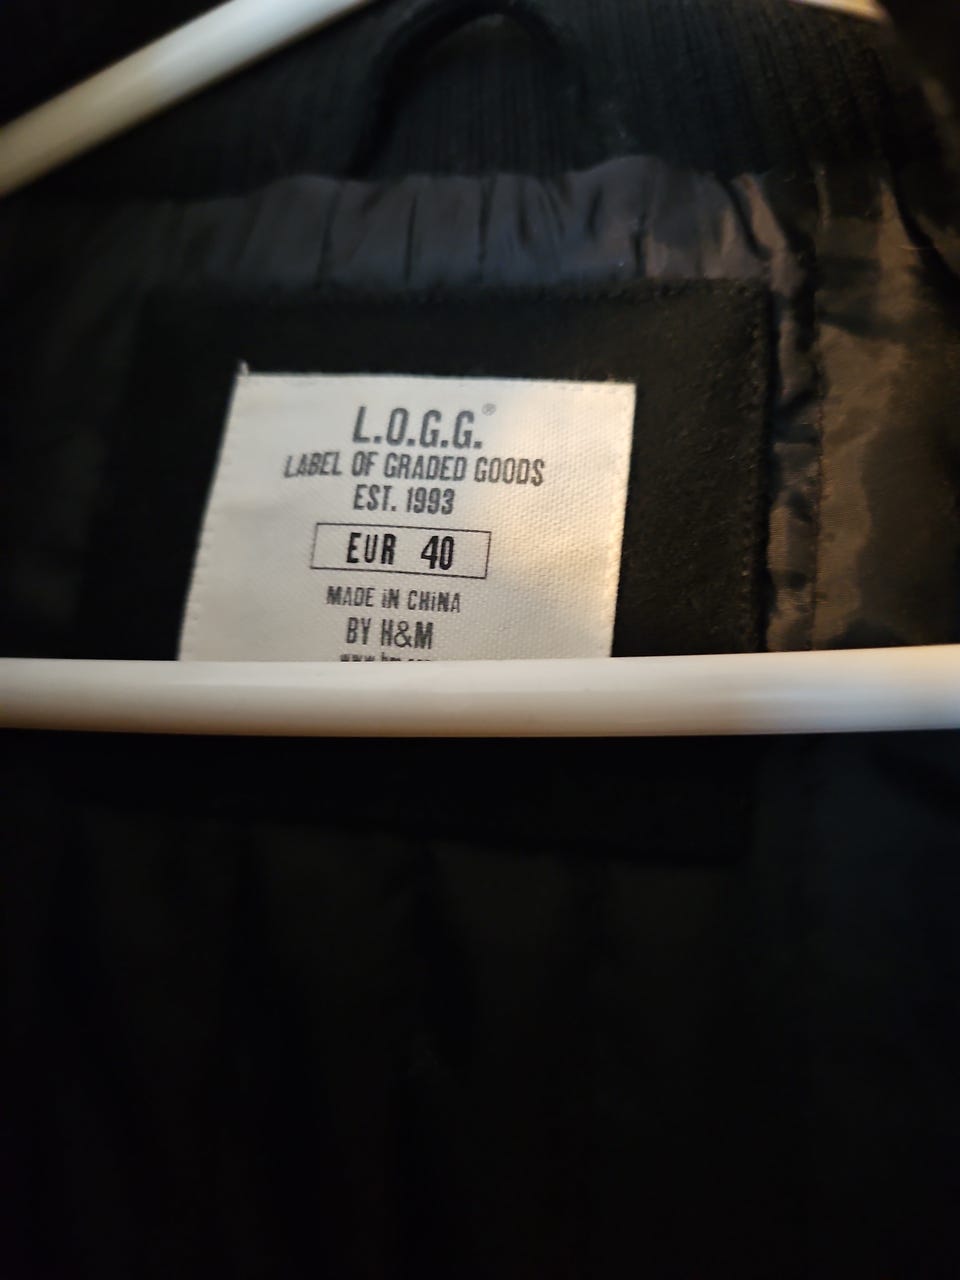 L.O.G.G.®
LABEL OF GRADED GOODS
EST. 1993
EUR 40
MADE iN CHiNA
BY H&M